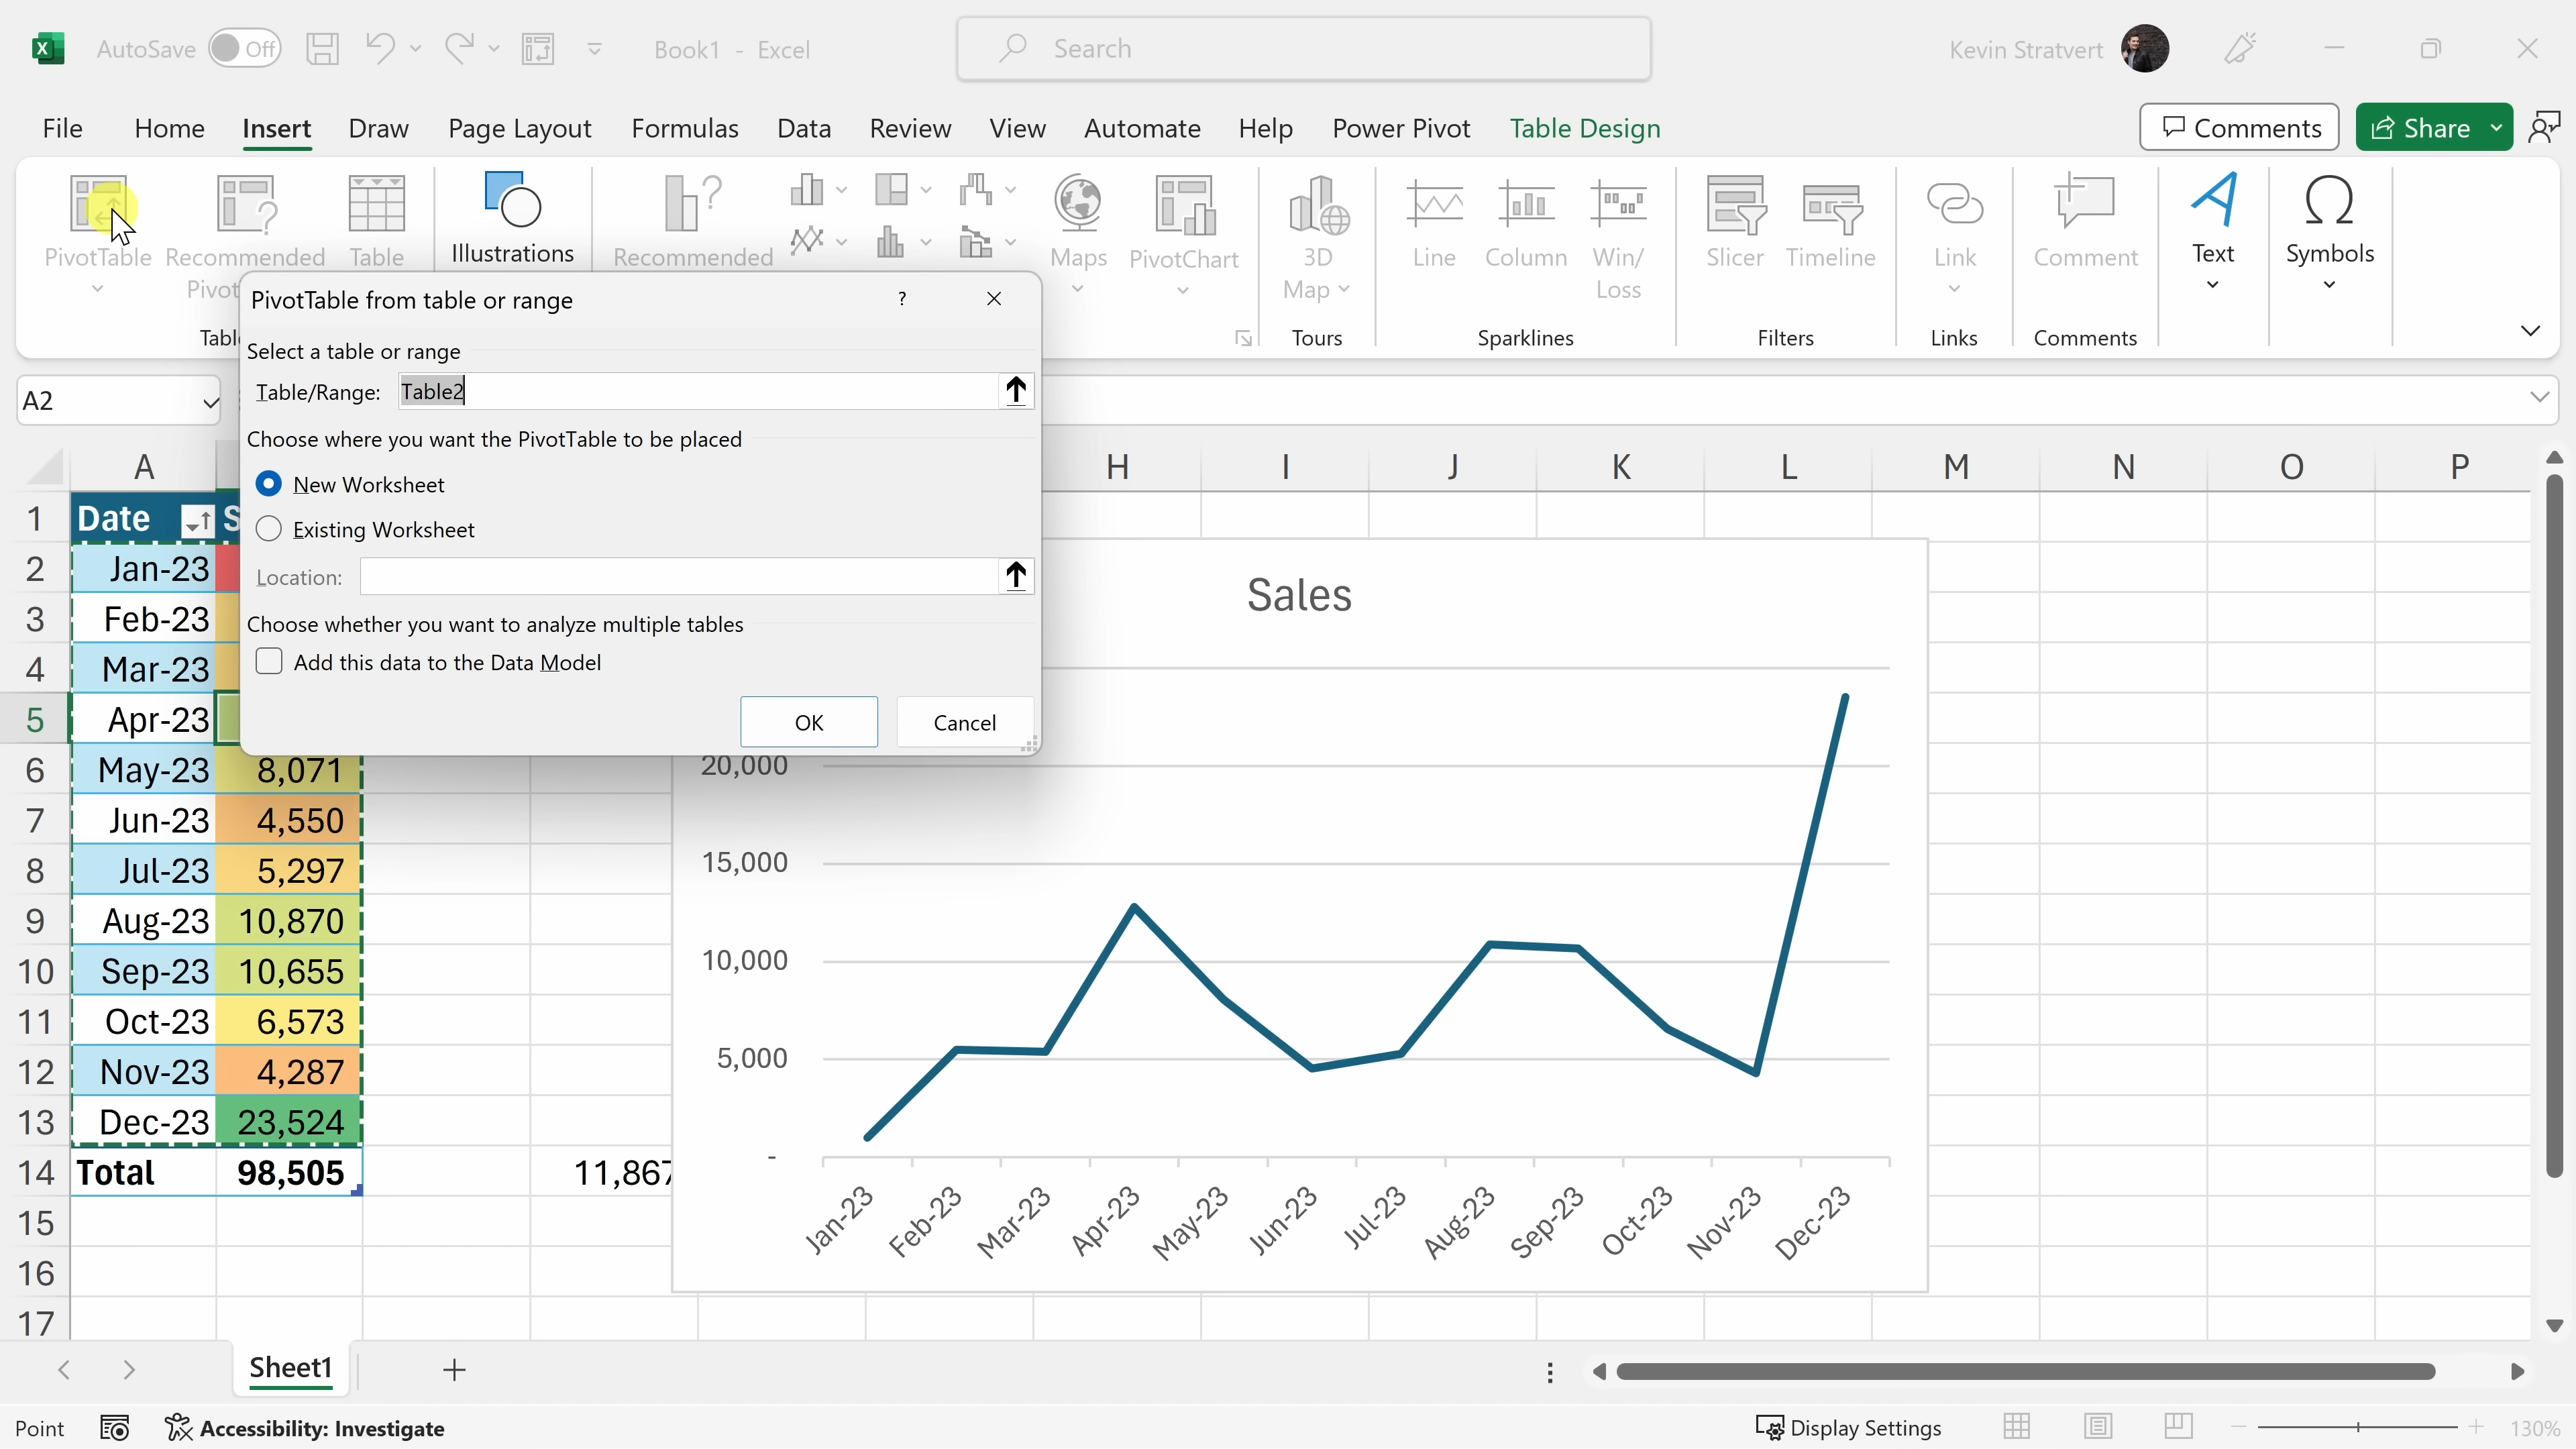 AutoSave Off Book1 - Excel Search Kevin Stratvert
File Home Insert Draw Page Layout Formulas Data Review View Automate Help Power Pivot Table Design Comments Share
PivotTable Recommended Table Illustrations Recommended Maps PivotChart 3D Line Column Win/ Slicer Timeline Link Comment Text Symbols
Pivot Map Loss
Tours Sparklines Filters Links Comments
PivotTable from table or range ? 
Select a table or range
Table/Range: Table2
Choose where you want the PivotTable to be placed
New Worksheet
Existing Worksheet
Location:
Choose whether you want to analyze multiple tables
Add this data to the Data Model
OK Cancel
A2
A H I J K L M N O P
1 Date S
2 Jan-23
3 Feb-23
4 Mar-23
5 Apr-23
6 May-23 8,071
7 Jun-23 4,550
8 Jul-23 5,297
9 Aug-23 10,870
10 Sep-23 10,655
11 Oct-23 6,573
12 Nov-23 4,287
13 Dec-23 23,524
14 Total 98,505 11,867
15
16
17
Sales
20,000
15,000
10,000
5,000
-
Jan-23 Feb-23 Mar-23 Apr-23 May-23 Jun-23 Jul-23 Aug-23 Sep-23 Oct-23 Nov-23 Dec-23
Sheet1
Point Accessibility: Investigate Display Settings 130%